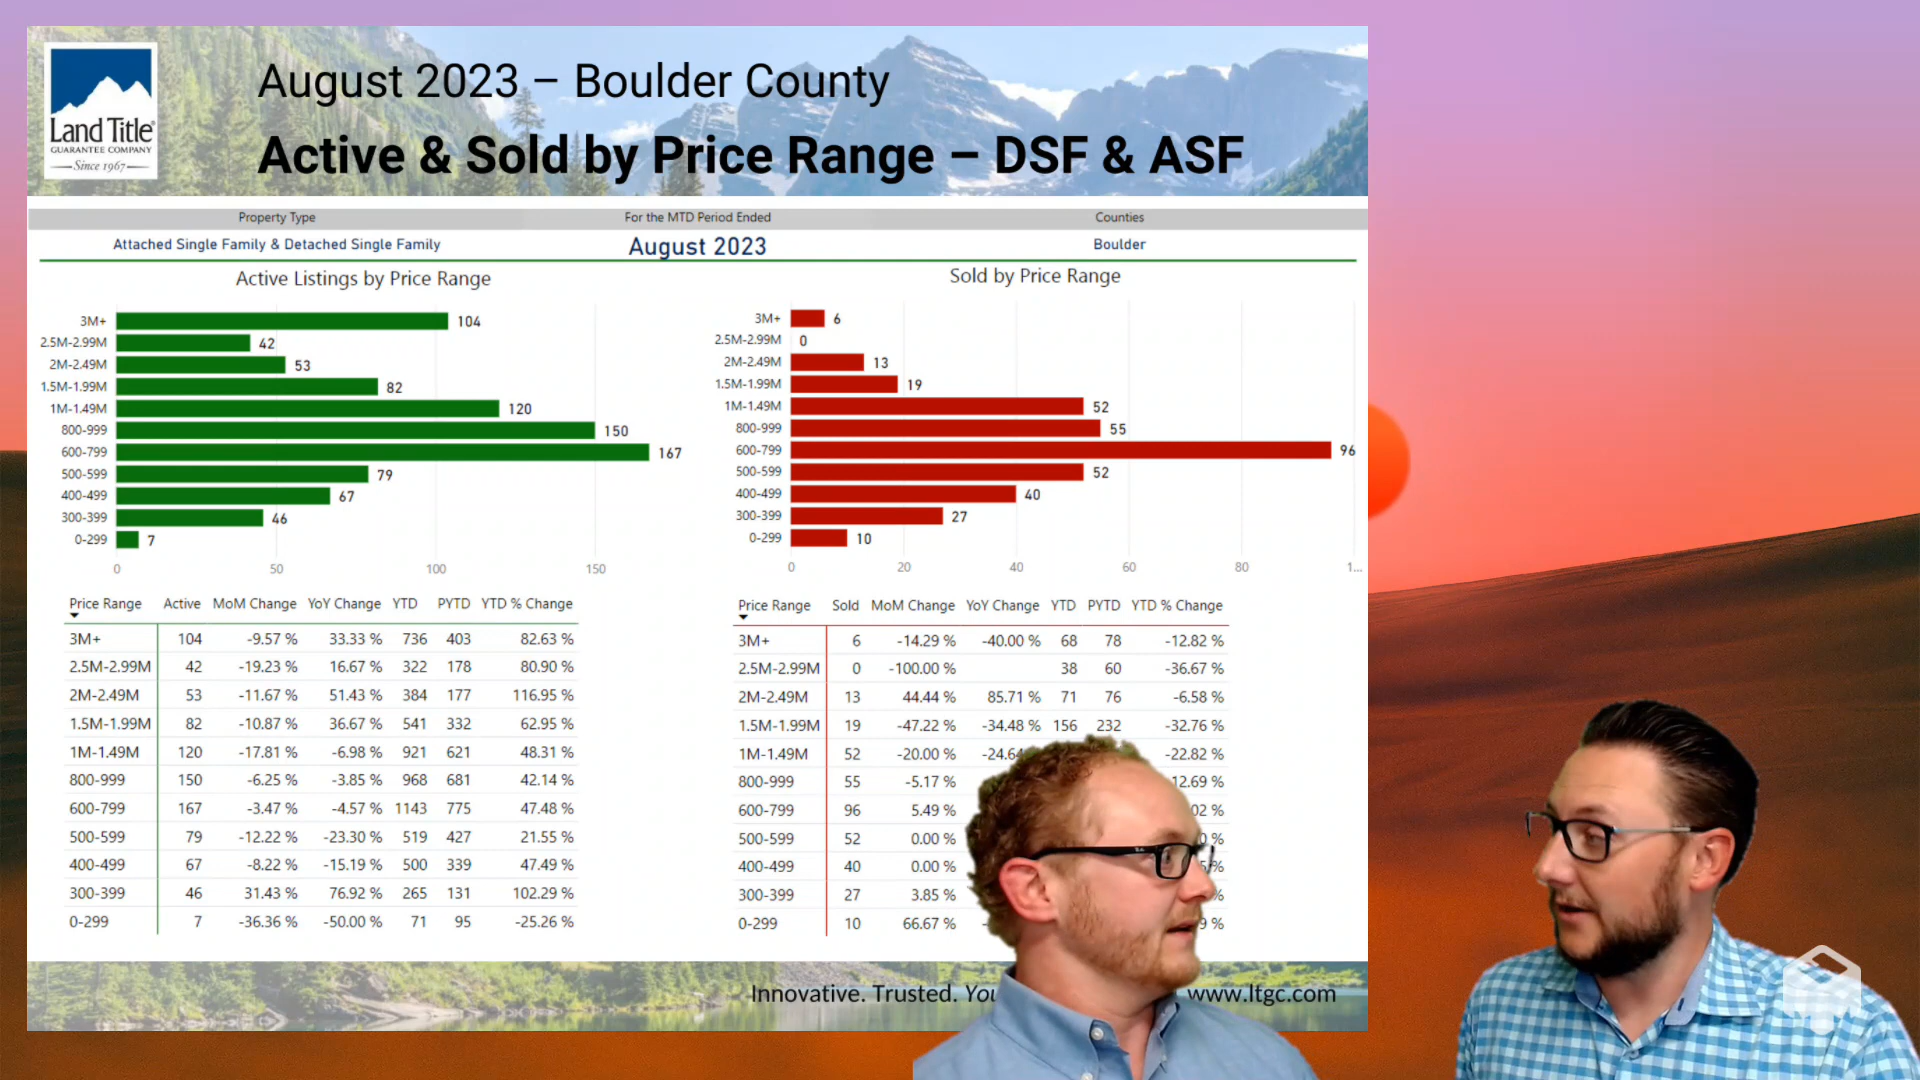 Land Title
GUARANTEE COMPANY
Since 1967
August 2023 – Boulder County
Active & Sold by Price Range – DSF & ASF
Property Type
For the MTD Period Ended
Counties
Attached Single Family & Detached Single Family
August 2023
Boulder
Active Listings by Price Range
3M+ 104
2.5M-2.99M 42
2M-2.49M 53
1.5M-1.99M 82
1M-1.49M 120
800-999 150
600-799 167
500-599 79
400-499 67
300-399 46
0-299 7
0 50 100 150
Sold by Price Range
3M+ 6
2.5M-2.99M 0
2M-2.49M 13
1.5M-1.99M 19
1M-1.49M 52
800-999 55
600-799 96
500-599 52
400-499 40
300-399 27
0-299 10
0 20 40 60 80 1...
Price Range Active MoM Change YoY Change YTD PYTD YTD % Change
3M+ 104 -9.57 % 33.33 % 736 403 82.63 %
2.5M-2.99M 42 -19.23 % 16.67 % 322 178 80.90 %
2M-2.49M 53 -11.67 % 51.43 % 384 177 116.95 %
1.5M-1.99M 82 -10.87 % 36.67 % 541 332 62.95 %
1M-1.49M 120 -17.81 % -6.98 % 921 621 48.31 %
800-999 150 -6.25 % -3.85 % 968 681 42.14 %
600-799 167 -3.47 % -4.57 % 1143 775 47.48 %
500-599 79 -12.22 % -23.30 % 519 427 21.55 %
400-499 67 -8.22 % -15.19 % 500 339 47.49 %
300-399 46 31.43 % 76.92 % 265 131 102.29 %
0-299 7 -36.36 % -50.00 % 71 95 -25.26 %
Price Range Sold MoM Change YoY Change YTD PYTD YTD % Change
3M+ 6 -14.29 % -40.00 % 68 78 -12.82 %
2.5M-2.99M 0 -100.00 % 38 60 -36.67 %
2M-2.49M 13 44.44 % 85.71 % 71 76 -6.58 %
1.5M-1.99M 19 -47.22 % -34.48 % 156 232 -32.76 %
1M-1.49M 52 -20.00 % -24.64 -22.82 %
800-999 55 -5.17 % 12.69 %
600-799 96 5.49 % 02 %
500-599 52 0.00 % %
400-499 40 0.00 % %
300-399 27 3.85 % %
0-299 10 66.67 % 9 %
Innovative. Trusted. You
www.ltgc.com